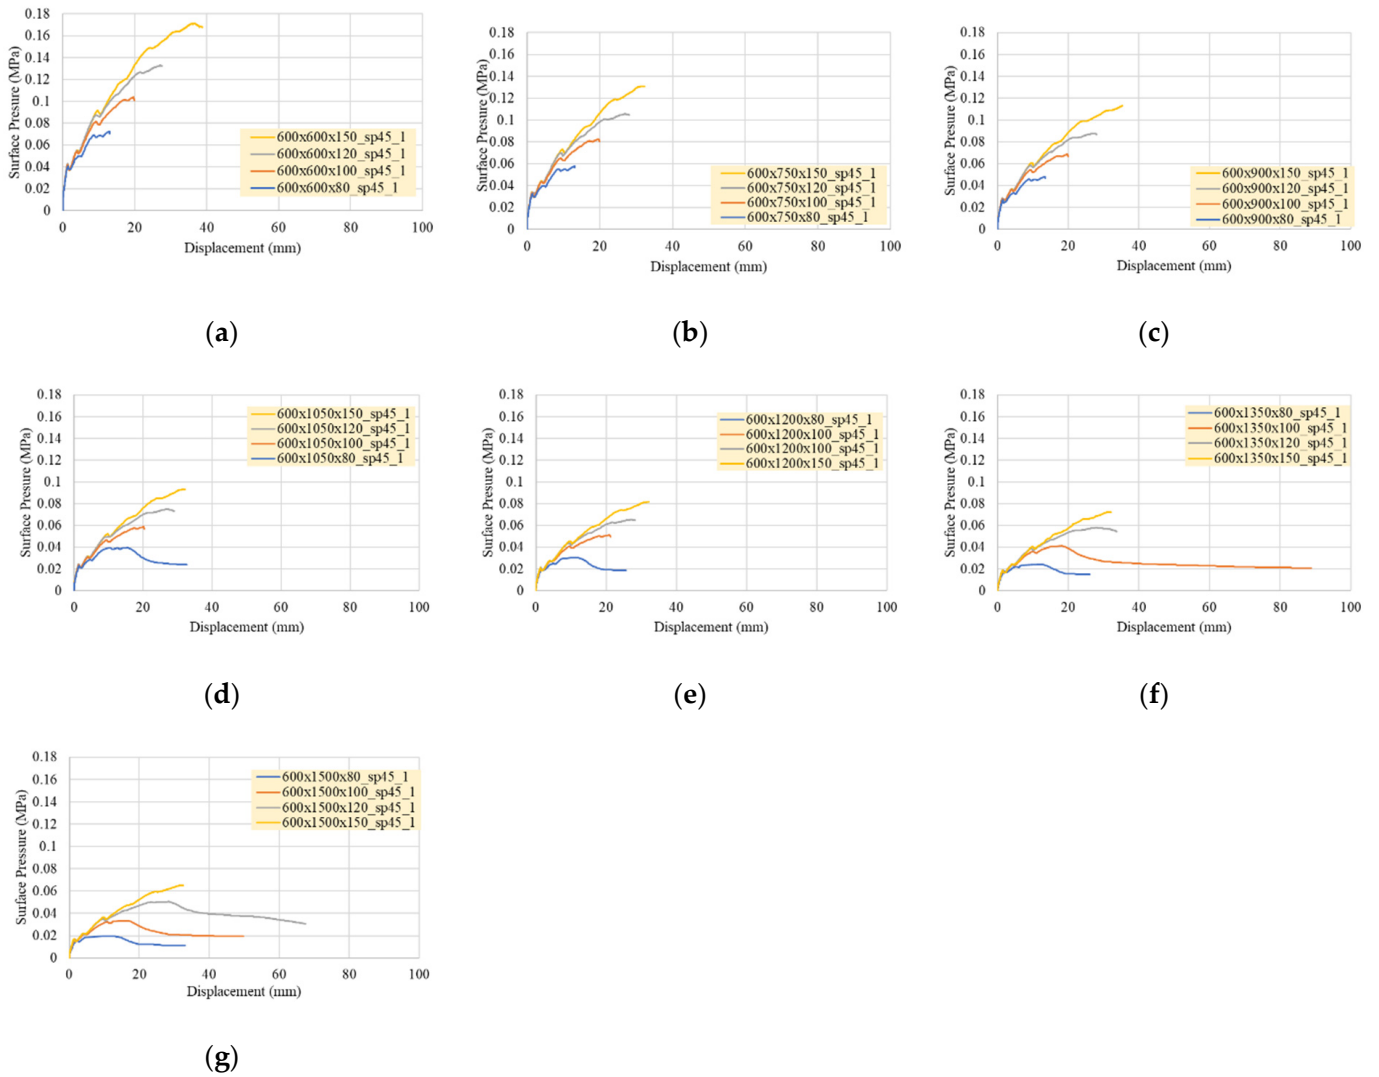 Surface Presure (MPa)
0.18
0.16
0.14
0.12
0.1
0.08
0.06
0.04
0.02
0
600x600x150_sp45_1
600x600x120_sp45_1
600x600x100_sp45_1
600x600x80_sp45_1
0 20 40 60 80 100
Displacement (mm)
(a)
Surface Presure (MPa)
0.18
0.16
0.14
0.12
0.1
0.08
0.06
0.04
0.02
0
600x750x150_sp45_1
600x750x120_sp45_1
600x750x100_sp45_1
600x750x80_sp45_1
0 20 40 60 80 100
Displacement (mm)
(b)
Surface Presure (MPa)
0.18
0.16
0.14
0.12
0.1
0.08
0.06
0.04
0.02
0
600x900x150_sp45_1
600x900x120_sp45_1
600x900x100_sp45_1
600x900x80_sp45_1
0 20 40 60 80 100
Displacement (mm)
(c)
Surface Presure (MPa)
0.18
0.16
0.14
0.12
0.1
0.08
0.06
0.04
0.02
0
600x1050x150_sp45_1
600x1050x120_sp45_1
600x1050x100_sp45_1
600x1050x80_sp45_1
0 20 40 60 80 100
Displacement (mm)
(d)
Surface Presure (MPa)
0.18
0.16
0.14
0.12
0.1
0.08
0.06
0.04
0.02
0
600x1200x80_sp45_1
600x1200x100_sp45_1
600x1200x100_sp45_1
600x1200x150_sp45_1
0 20 40 60 80 100
Displacement (mm)
(e)
Surface Presure (MPa)
0.18
0.16
0.14
0.12
0.1
0.08
0.06
0.04
0.02
0
600x1350x80_sp45_1
600x1350x100_sp45_1
600x1350x120_sp45_1
600x1350x150_sp45_1
0 20 40 60 80 100
Displacement (mm)
(f)
Surface Pressure (MPa)
0.18
0.16
0.14
0.12
0.1
0.08
0.06
0.04
0.02
0
600x1500x80_sp45_1
600x1500x100_sp45_1
600x1500x120_sp45_1
600x1500x150_sp45_1
0 20 40 60 80 100
Displacement (mm)
(g)